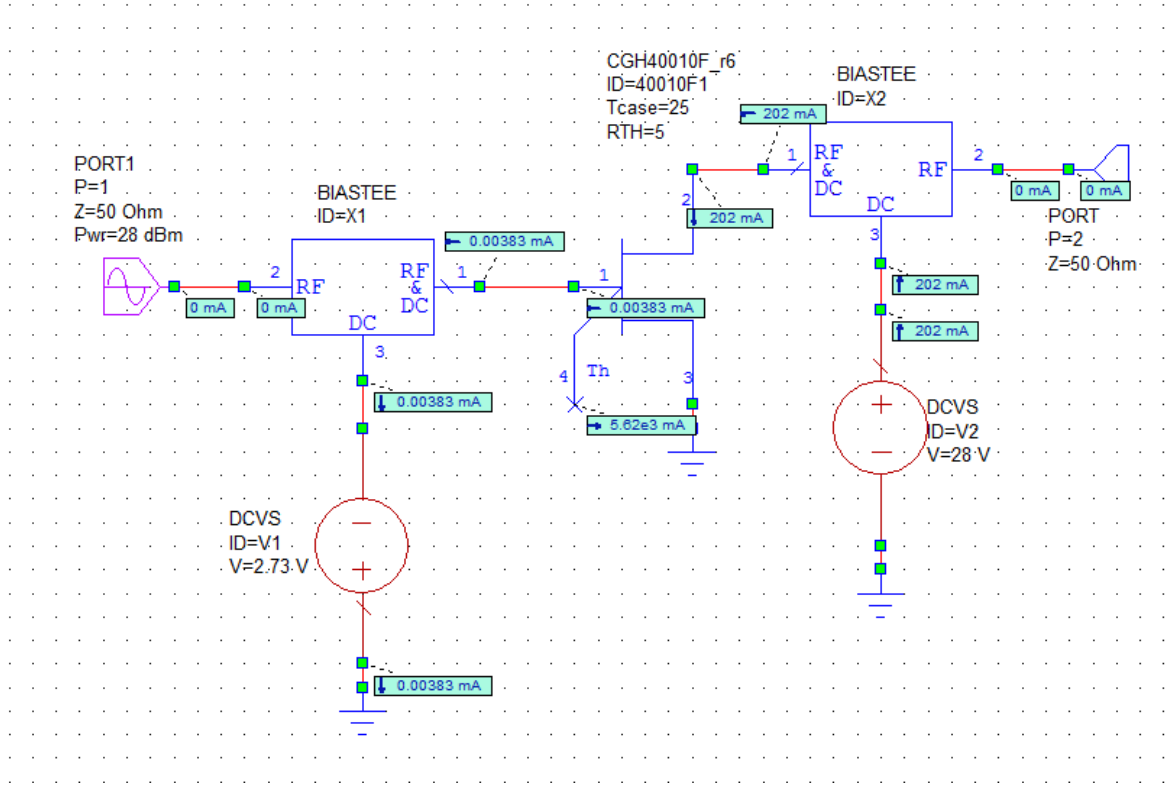 CGH40010F_r6
ID=40010F1
Tcase=25
RTH=5
BIASTEE
ID=X2
202 mA
1
RF
&
DC
RF
2
DC
3
0 mA
0 mA
PORT
P=2
Z=50 Ohm
2
202 mA
PORT1
P=1
Z=50 Ohm
Pwr=28 dBm
BIASTEE
ID=X1
0.00383 mA
2
RF
RF
&
DC
1
DC
3
0 mA
0 mA
1
0.00383 mA
202 mA
202 mA
4
Th
3
5.62e3 mA
0.00383 mA
DCVS
ID=V2
V=28 V
DCVS
ID=V1
V=2.73 V
0.00383 mA